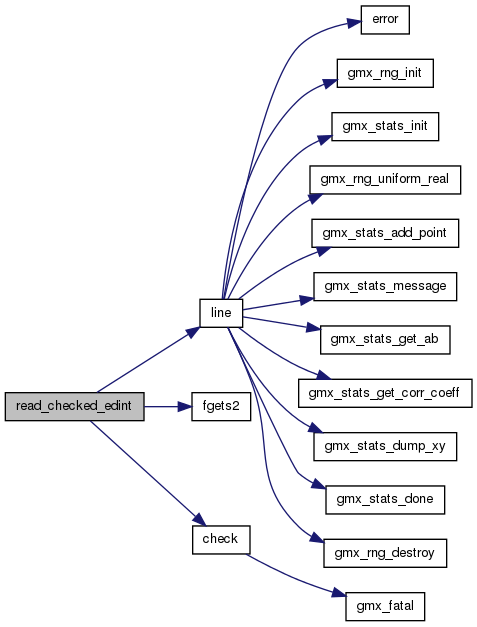 error
gmx_rng_init
gmx_stats_init
gmx_rng_uniform_real
gmx_stats_add_point
gmx_stats_message
line
gmx_stats_get_ab
gmx_stats_get_corr_coeff
read_checked_edint
fgets2
gmx_stats_dump_xy
gmx_stats_done
check
gmx_rng_destroy
gmx_fatal